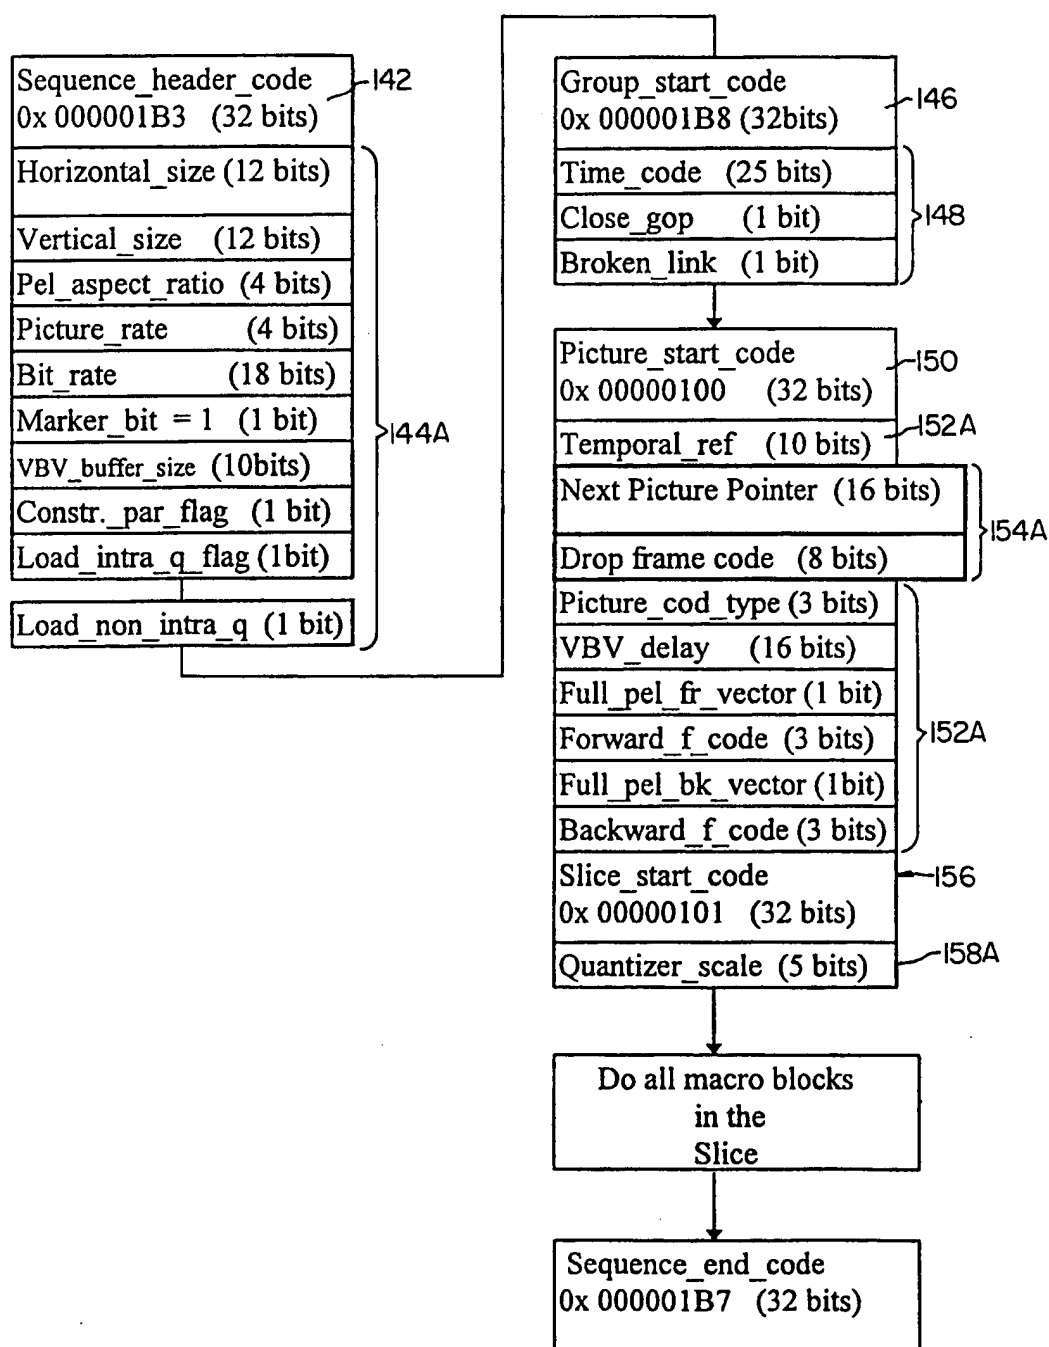 Sequence_header_code
0x 000001B3 (32 bits)
142
Horizontal_size (12 bits)
Vertical_size (12 bits)
Pel_aspect_ratio (4 bits)
Picture_rate (4 bits)
Bit_rate (18 bits)
Marker_bit = 1 (1 bit)
VBV_buffer_size (10bits)
Constr._par_flag (1 bit)
Load_intra_q_flag (1bit)
Load_non_intra_q (1 bit)
144A
Group_start_code
0x 000001B8 (32bits)
146
Time_code (25 bits)
Close_gop (1 bit)
Broken_link (1 bit)
148
Picture_start_code
0x 00000100 (32 bits)
150
Temporal_ref (10 bits)
152A
Next Picture Pointer (16 bits)
Drop frame code (8 bits)
154A
Picture_cod_type (3 bits)
VBV_delay (16 bits)
Full_pel_fr_vector (1 bit)
Forward_f_code (3 bits)
Full_pel_bk_vector (1bit)
Backward_f_code (3 bits)
152A
Slice_start_code
0x 00000101 (32 bits)
156
Quantizer_scale (5 bits)
158A
Do all macro blocks
in the
Slice
Sequence_end_code
0x 000001B7 (32 bits)